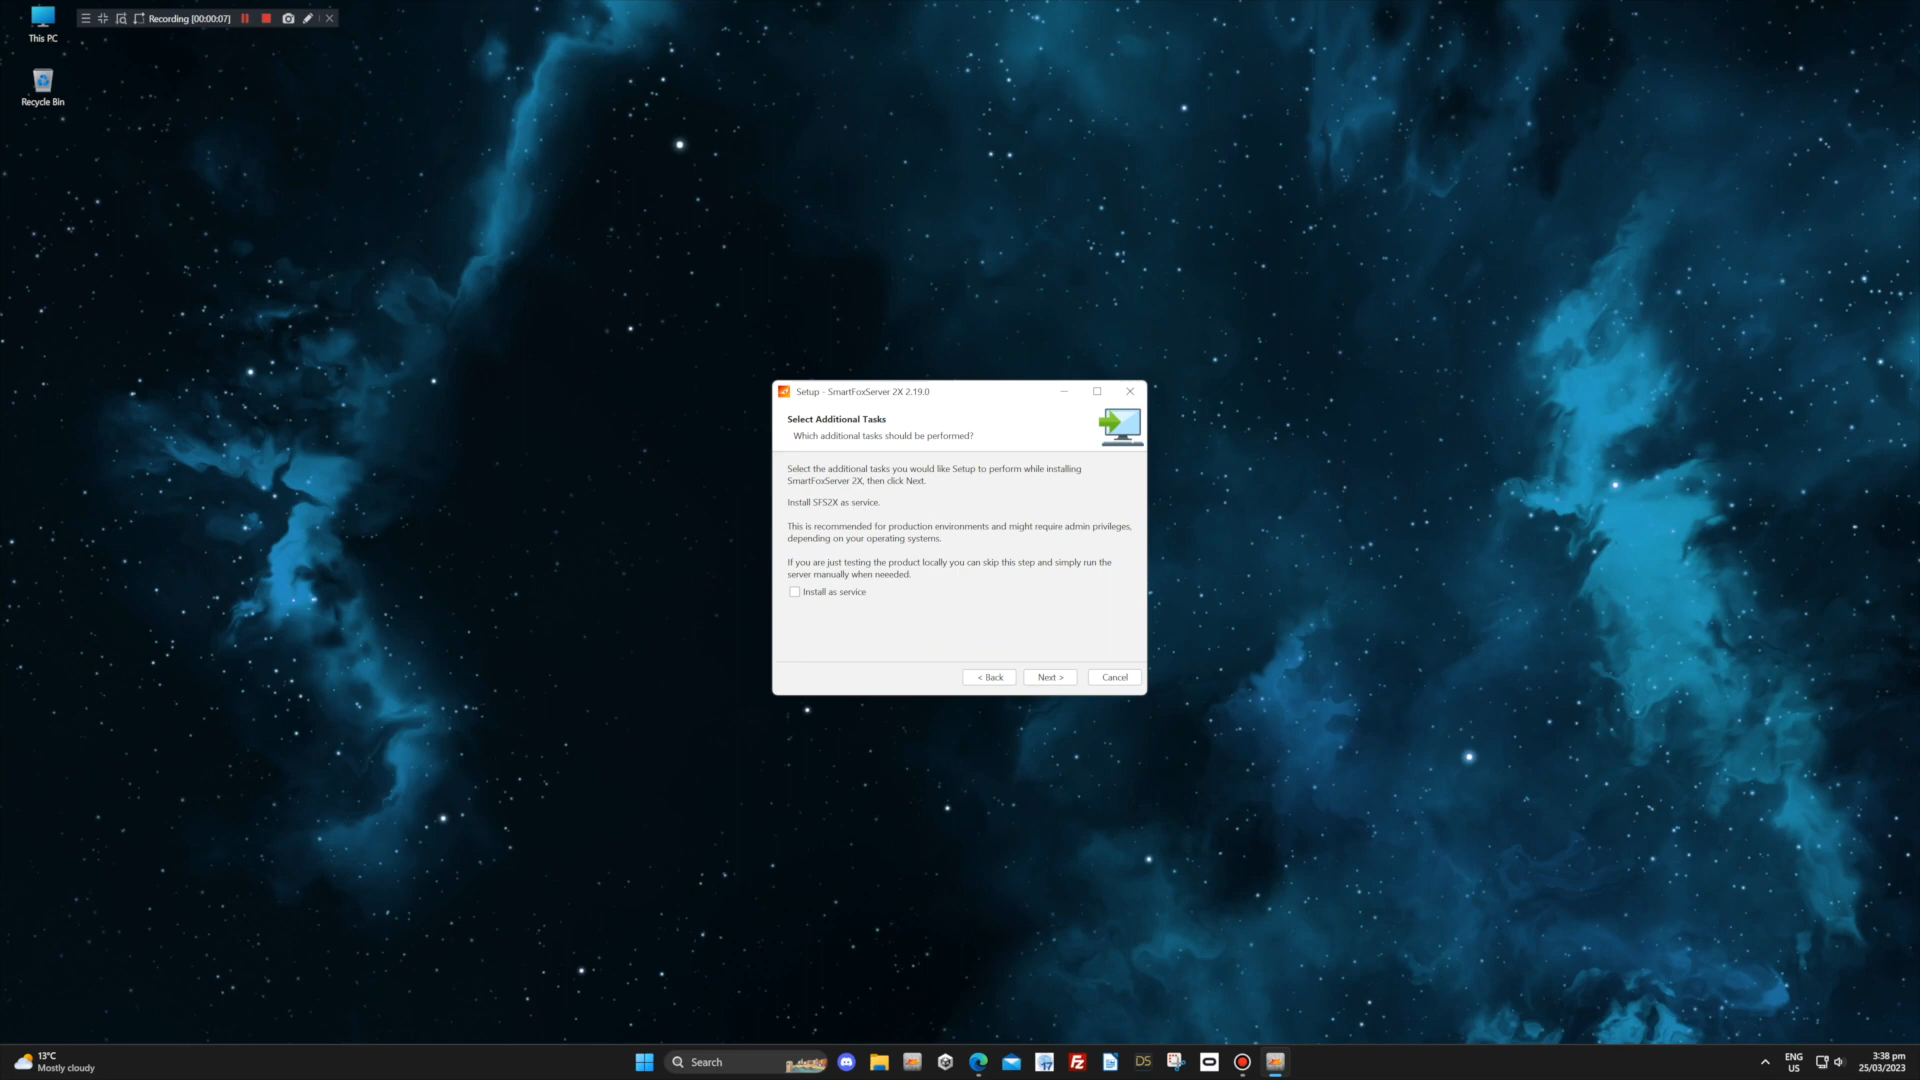 This PC
Recording [00:00:07]
Recycle Bin
Setup - SmartFoxServer 2X 2.19.0
Select Additional Tasks
Which additional tasks should be performed?
Select the additional tasks you would like Setup to perform while installing
SmartFoxServer 2X, then click Next.
Install SFS2X as service.
This is recommended for production environments and might require admin privileges,
depending on your operating systems.
If you are just testing the product locally you can skip this step and simply run the
server manually when neeeded.
Install as service
< Back
Next >
Cancel
13°C
Mostly cloudy
Search
17
FZ
DS
ENG
US
3:38 pm
25/03/2023